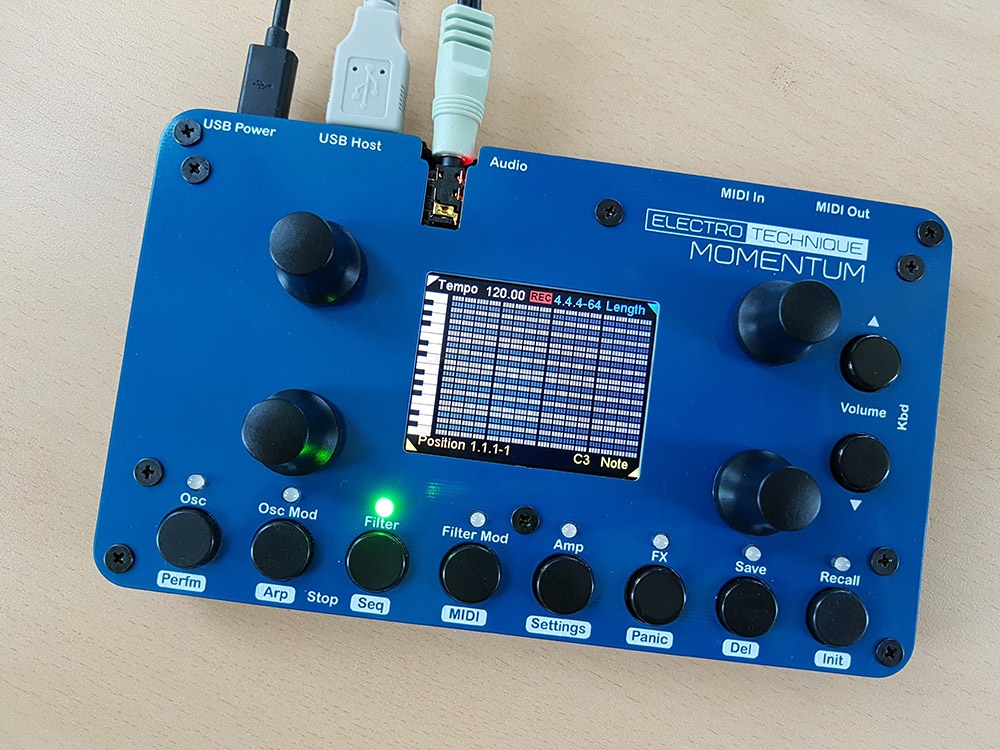 USB Power
USB Host
Audio
MIDI In
MIDI Out
ELECTRO TECHNIQUE
MOMENTUM
Tempo 120.00 REC 4.4.4-64 Length
Position 1.1.1-1
C3 Note
Volume
Kbd
Osc
Osc Mod
Filter
Filter Mod
Amp
FX
Save
Recall
Perfm
Arp
Stop
Seq
MIDI
Settings
Panic
Del
Init